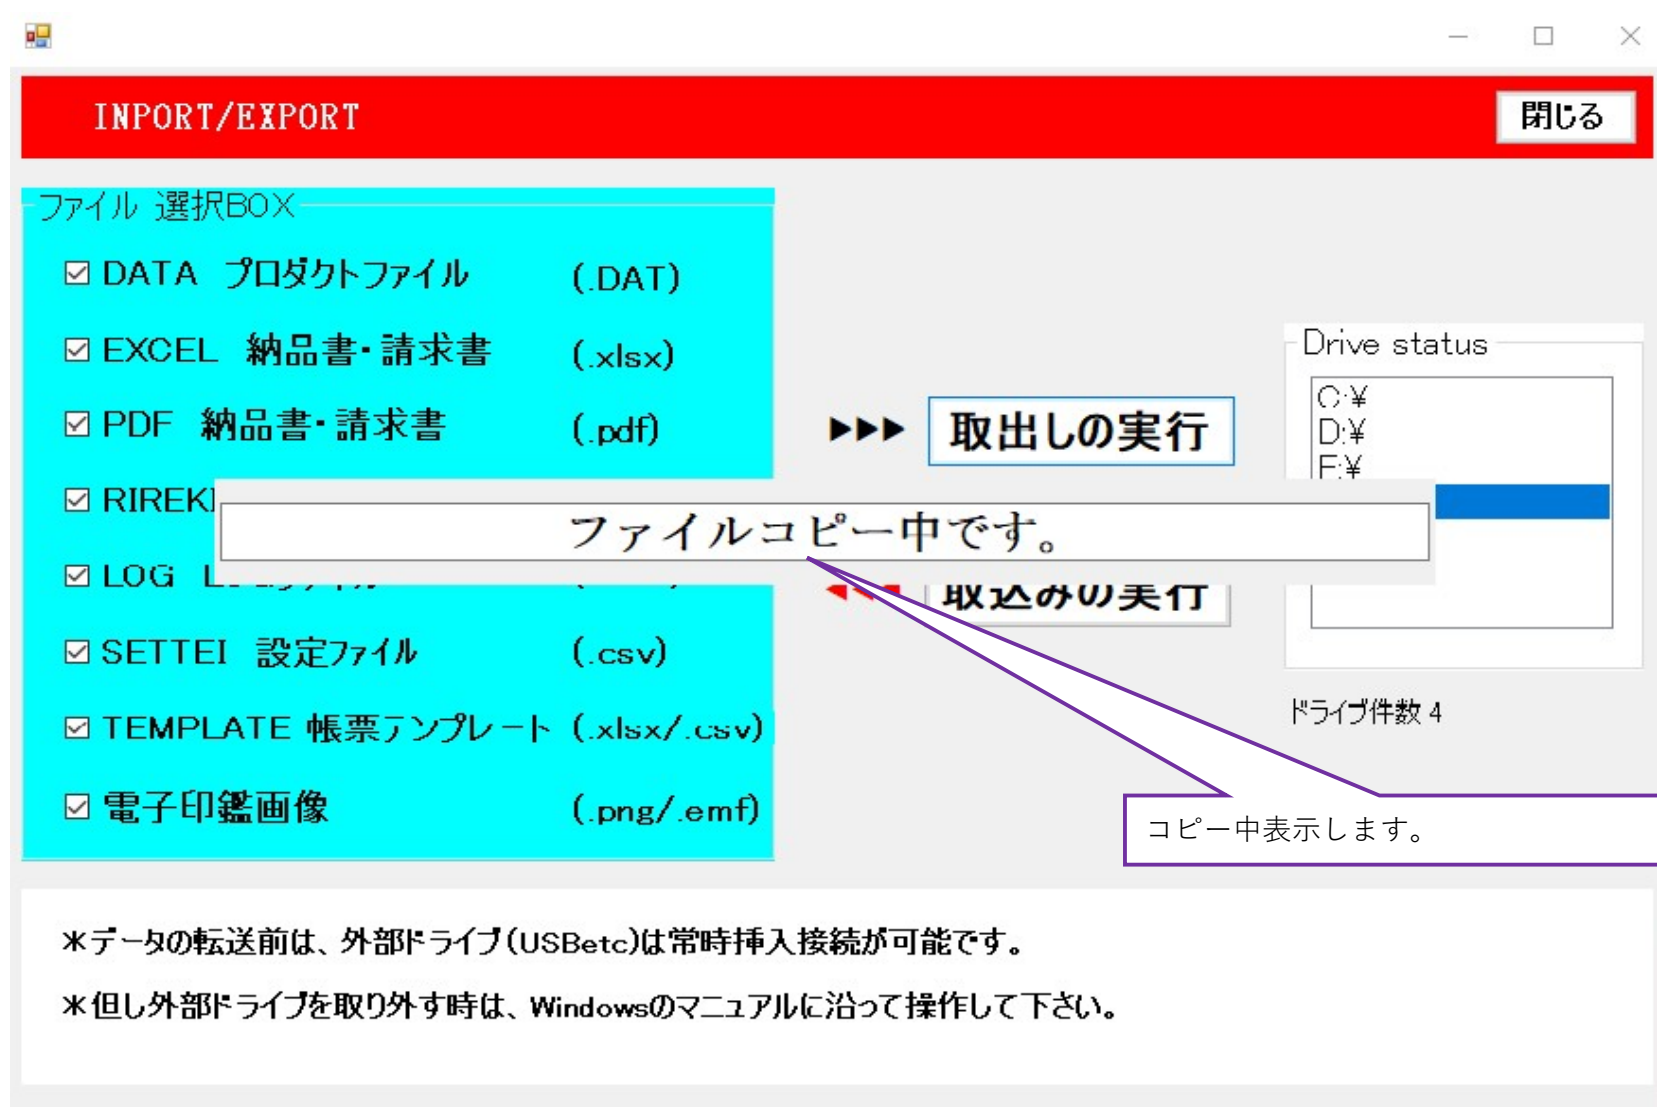 INPORT/EXPORT
閉じる
ファイル 選択BOX
DATA プロダクトファイル (.DAT)
EXCEL 納品書・請求書 (.xlsx)
PDF 納品書・請求書 (.pdf)
RIREKI
LOG
SETTEI 設定ファイル (.csv)
TEMPLATE 帳票テンプレート (.xlsx/.csv)
電子印鑑画像 (.png/.emf)
▶▶▶ 取出しの実行
ファイルコピー中です。
◀◀◀ 取込みの実行
Drive status
C:¥
D:¥
ドライブ件数 4
コピー中表示します。
＊データの転送前は、外部ドライブ(USBetc)は常時挿入接続が可能です。
＊但し外部ドライブを取り外す時は、Windowsのマニュアルに沿って操作して下さい。